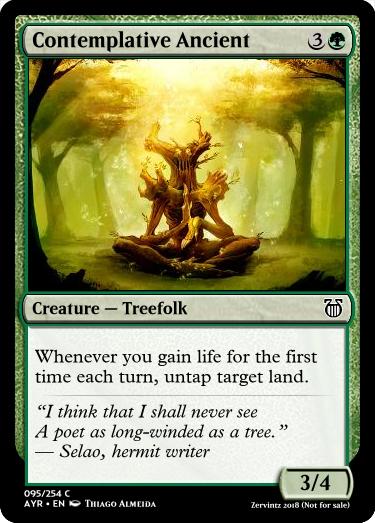 Contemplative Ancient 3
Creature — Treefolk
Whenever you gain life for the first
time each turn, untap target land.
“I think that I shall never see
A poet as long-winded as a tree.”
— Selao, hermit writer
3/4
095/254 C
AYR • EN Thiago Almeida
Zervintz 2018 (Not for sale)